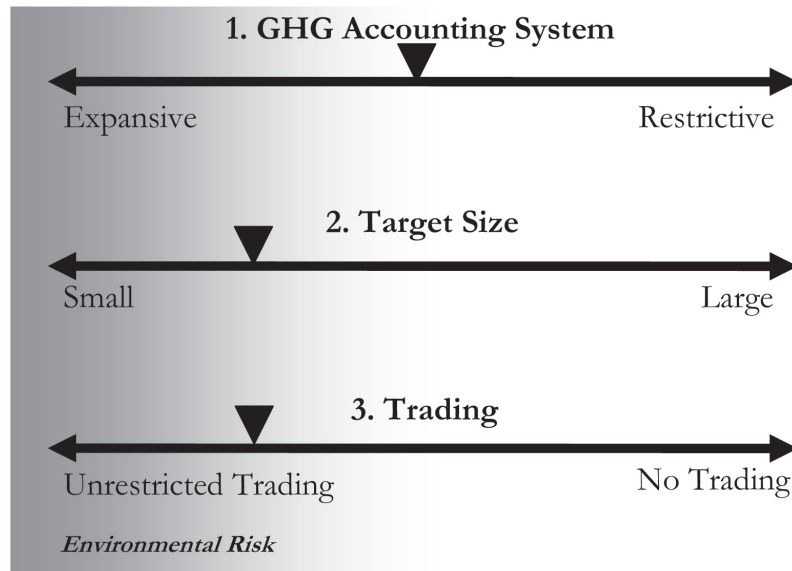 1. GHG Accounting System
Expansive
Restrictive
2. Target Size
Small
Large
3. Trading
Unrestricted Trading
No Trading
Environmental Risk